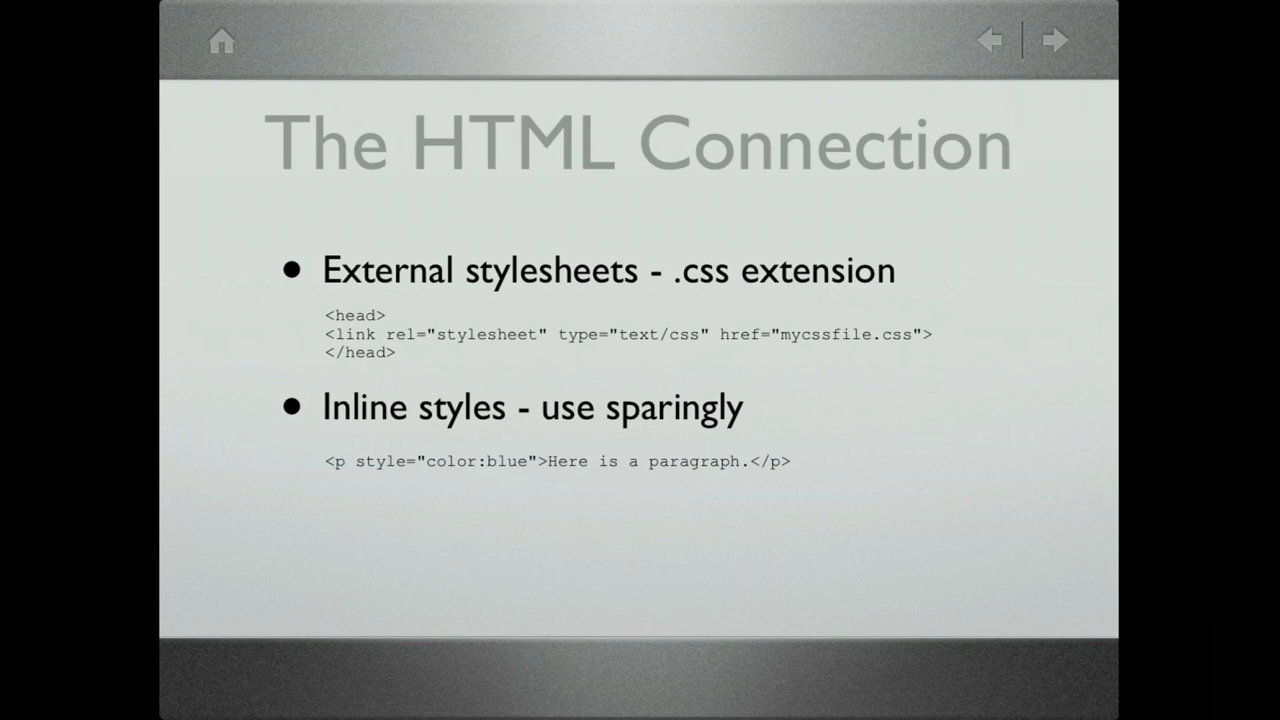 The HTML Connection
• External stylesheets - .css extension
<head>
<link rel="stylesheet" type="text/css" href="mycssfile.css">
</head>
• Inline styles - use sparingly
<p style="color:blue">Here is a paragraph.</p>